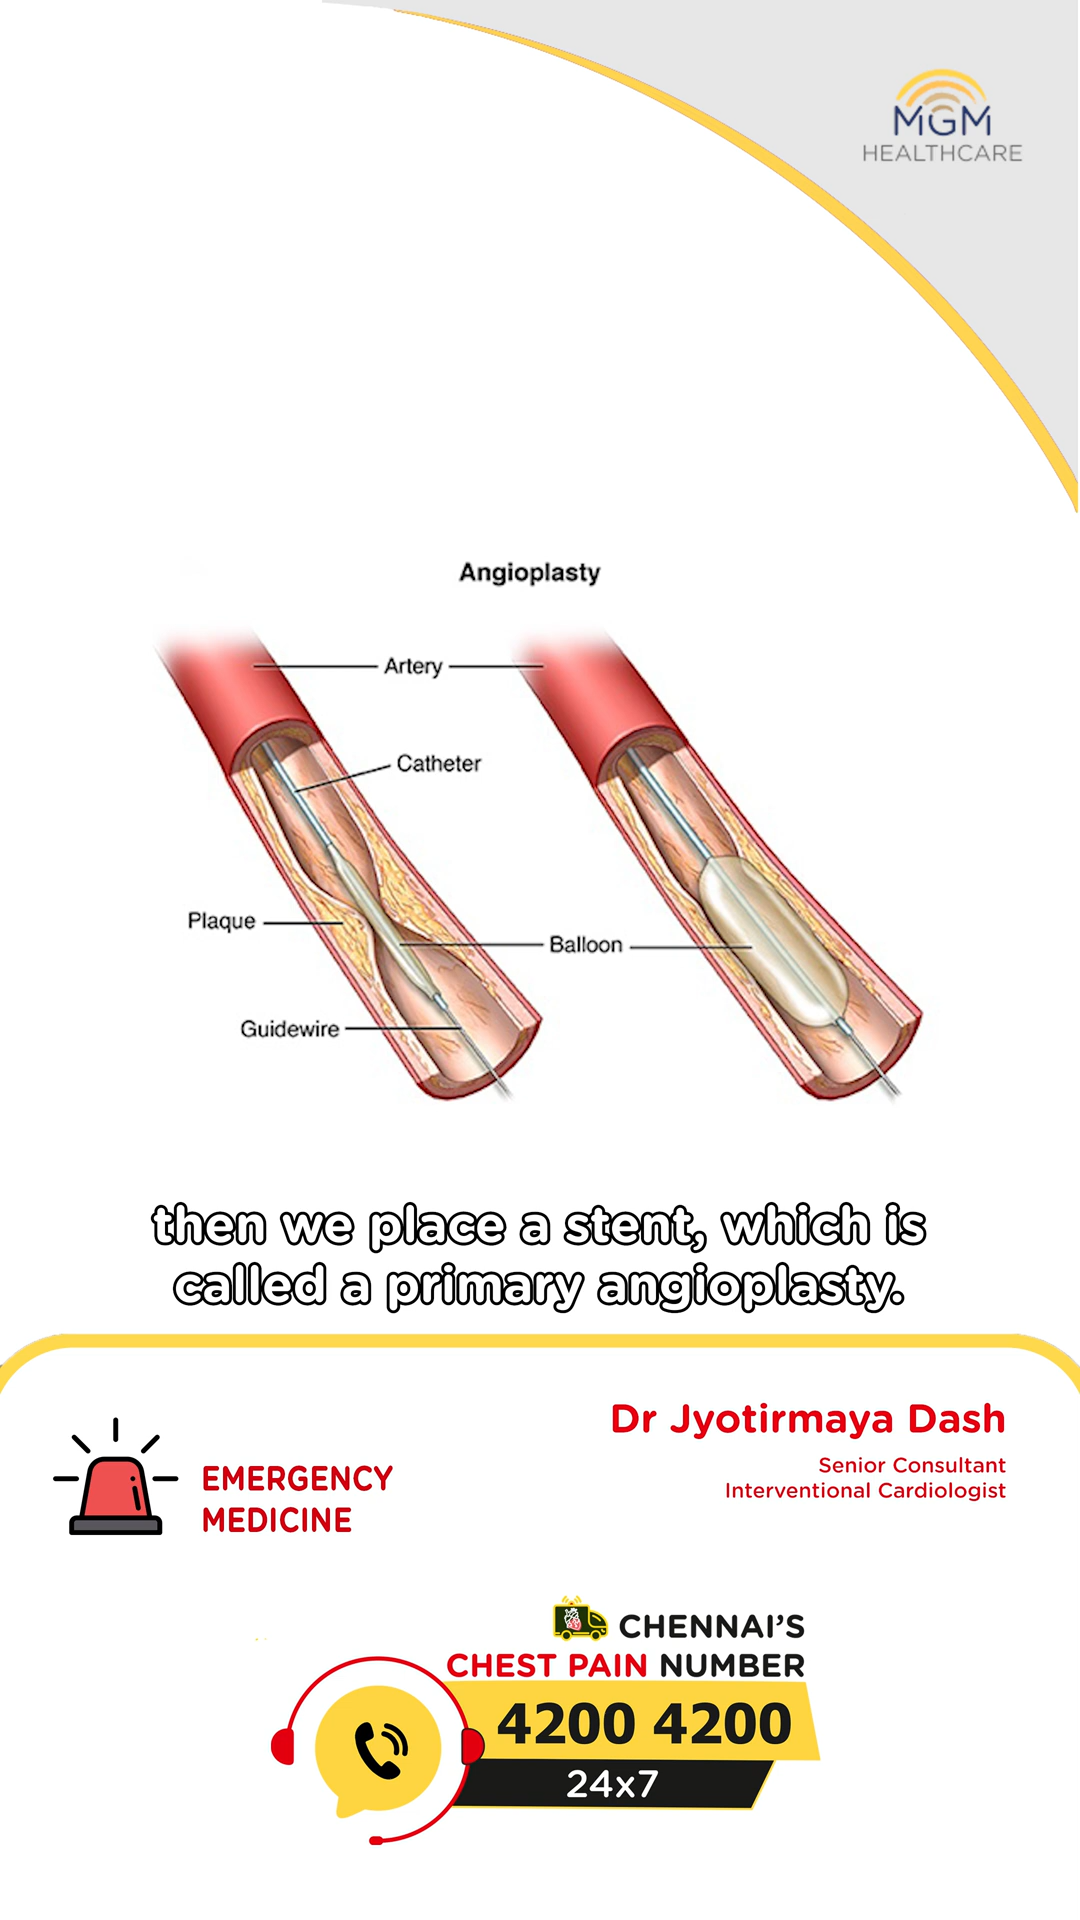 MGM
HEALTHCARE
Angioplasty
Artery
Catheter
Plaque
Balloon
Guidewire
then we place a stent, which is
called a primary angioplasty.
EMERGENCY
MEDICINE
Dr Jyotirmaya Dash
Senior Consultant
Interventional Cardiologist
CHENNAI'S
CHEST PAIN NUMBER
4200 4200
24x7